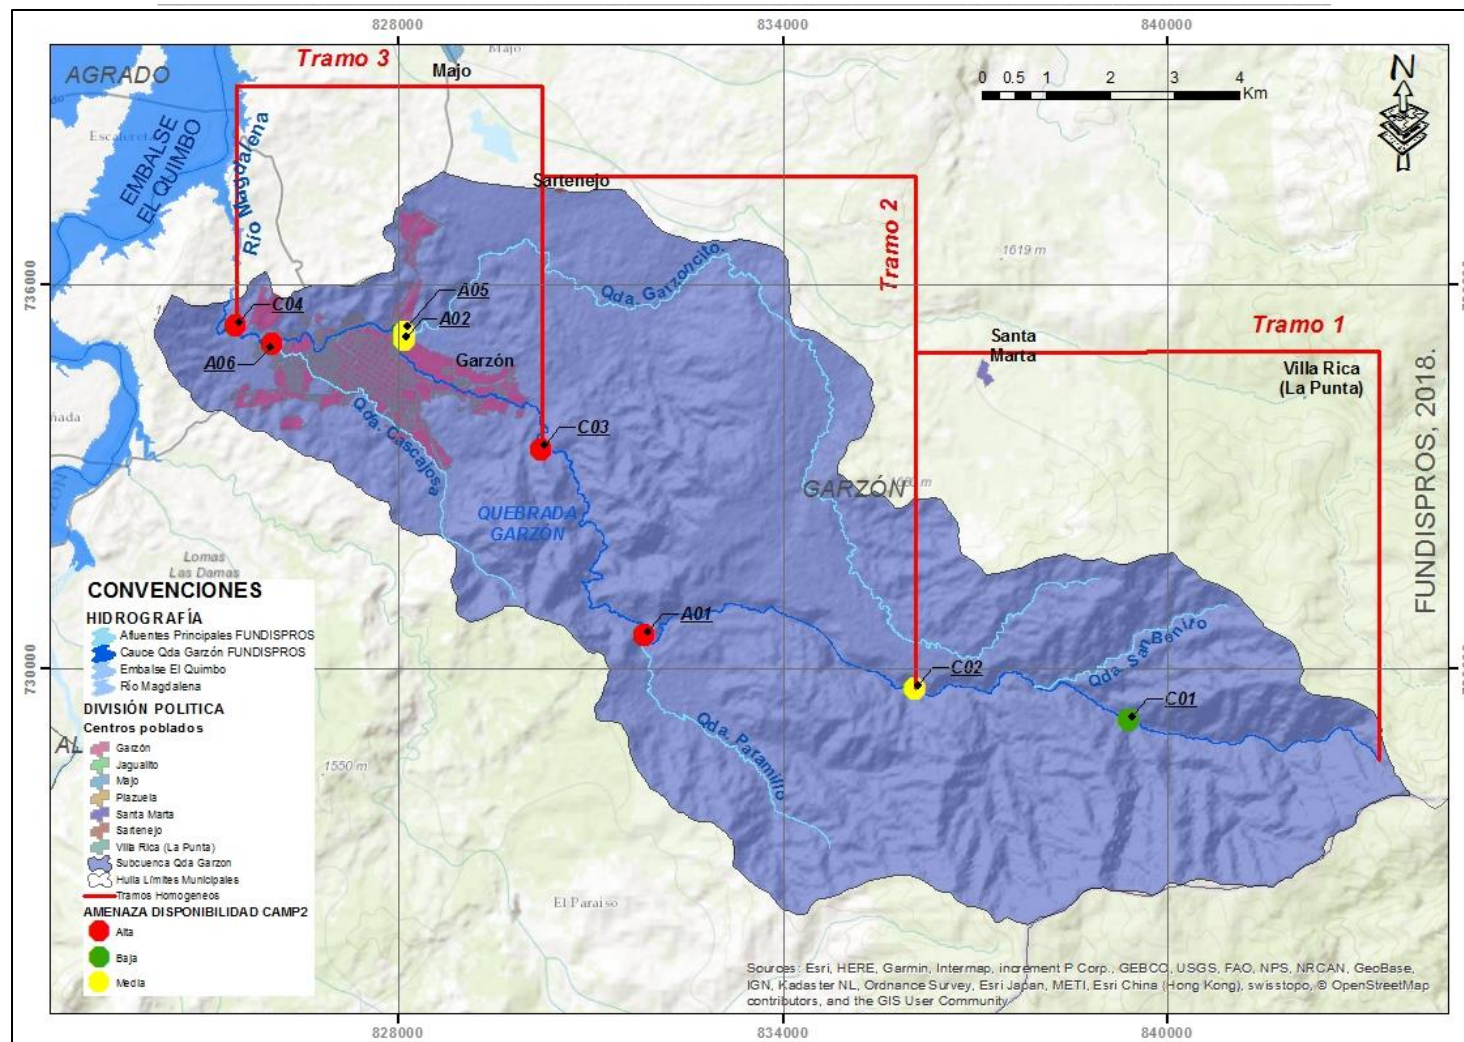 828000
834000
840000
Tramo 3
Majo
Majo
AGRADO
0 0.5 1 2 3 4
Km
N
EMBALSE
EL QUIMBO
Río Magdalena
Sartenejo
Tramo 2
1619 m
Qda. Garzoncito.
736000
C04
A05
A02
Tramo 1
Santa
Marta
A06
Garzón
Villa Rica
(La Punta)
Qda. Cascajosa
C03
GARZÓN
QUEBRADA
GARZÓN
FUNDISPROS, 2018.
Lomas
Las Damas
A01
730000
C02
Qda. San Benito
C01
Qda. Paramillo
1550 m
El Paraiso
CONVENCIONES
HIDROGRAFÍA
Afluentes Principales FUNDISPROS
Cauce Qda Garzón FUNDISPROS
Embalse El Quimbo
Río Magdalena
DIVISIÓN POLITICA
Centros poblados
Garzón
Jagualito
Majo
Plazuela
Santa Marta
Sartenejo
Villa Rica (La Punta)
Subcuenca Qda Garzon
Huila Límites Municipales
Tramos Homogeneos
AMENAZA DISPONIBILIDAD CAMP2
Alta
Baja
Media
Sources: Esri, HERE, Garmin, Intermap, increment P Corp., GEBCO, USGS, FAO, NPS, NRCAN, GeoBase,
IGN, Kadaster NL, Ordnance Survey, Esri Japan, METI, Esri China (Hong Kong), swisstopo, © OpenStreetMap
contributors, and the GIS User Community
828000
834000
840000